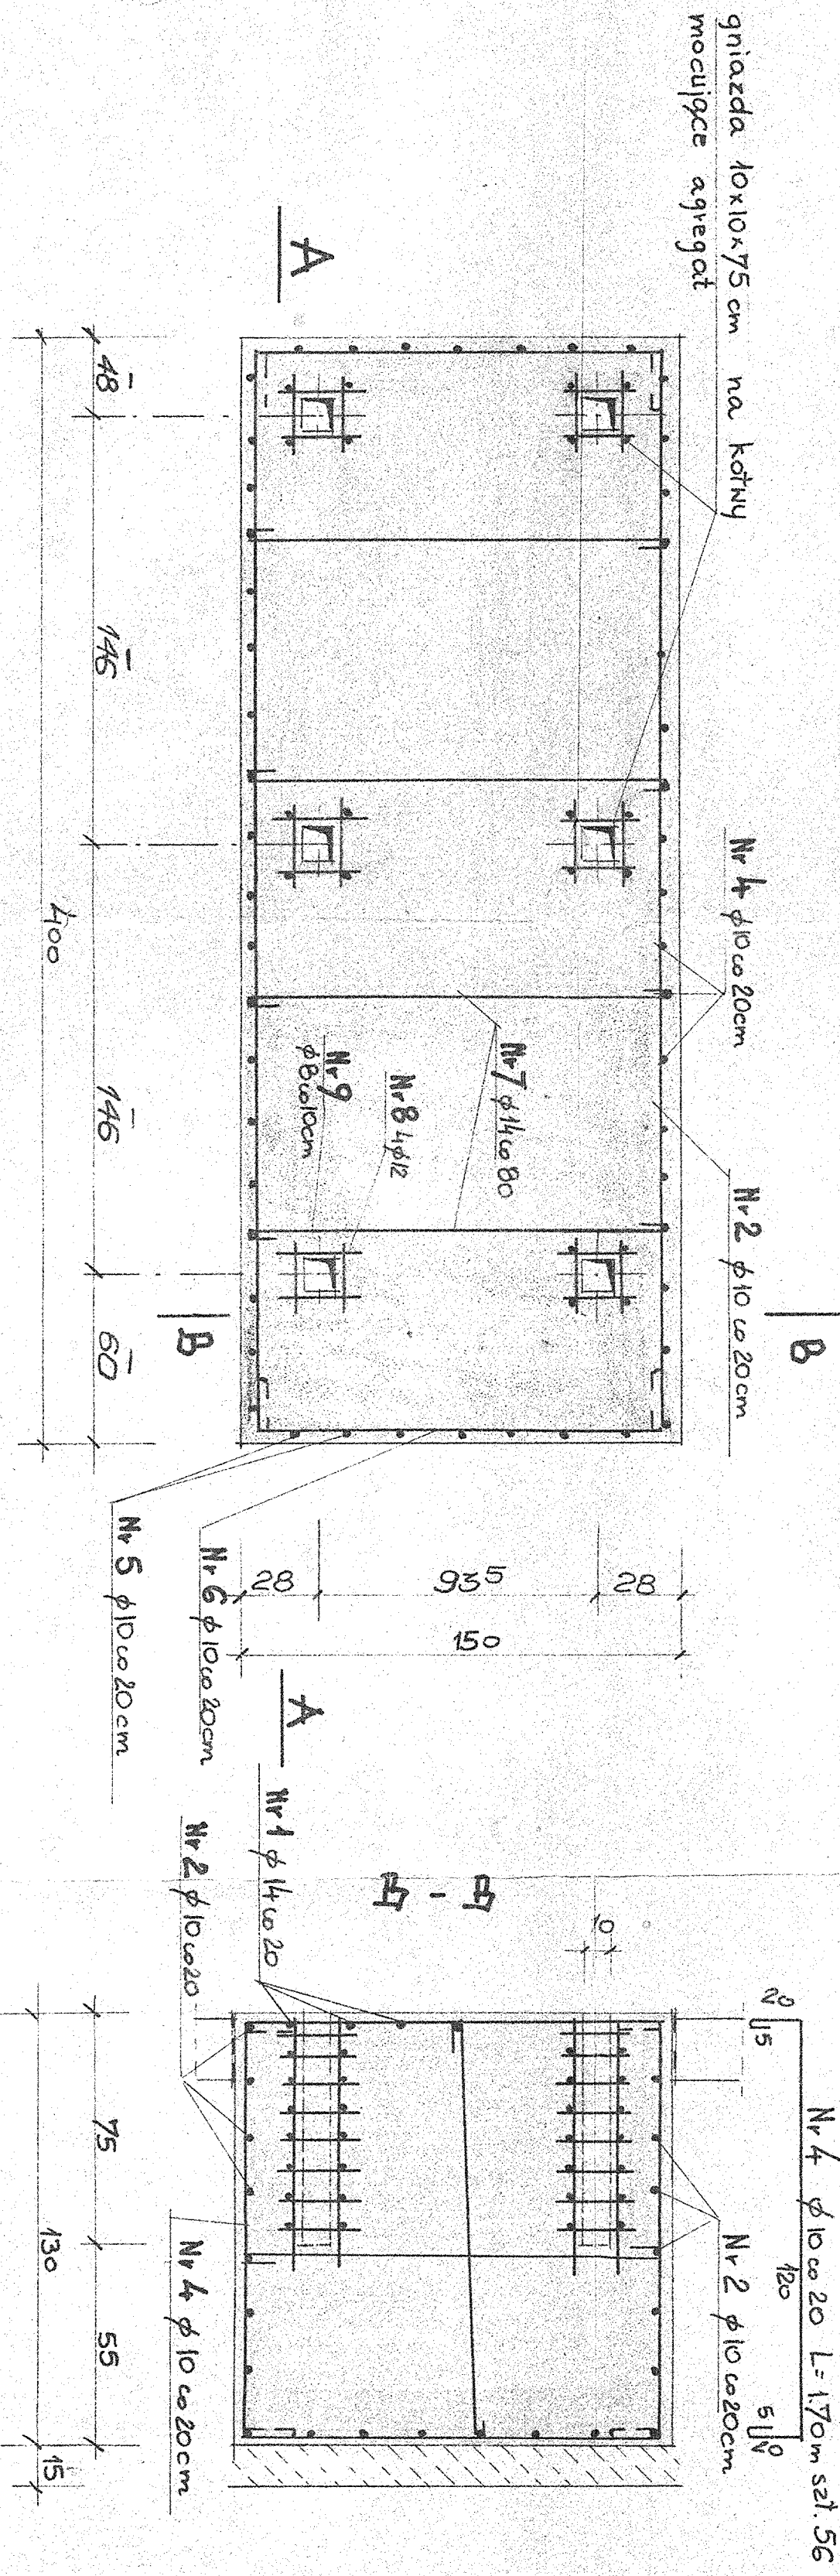 gniazda 10x10x75 cm na kotwy
mocujące agregat
A
48
146
146
60
400
Nr 4 φ10 co 20cm
Nr 2 φ10 co 20cm
Nr 7 φ14 co 80
Nr 8 4φ12
Nr 9
φ8 co 10cm
B
B
28
93⁵
28
150
Nr 6 φ10 co 20cm
Nr 5 φ10 co 20cm
A
B - B
Nr 1 φ14 co 20
Nr 2 φ10 co 20
10
Nr 4 φ10 co 20 L=1,70m szt. 56
20
5
120
5
20
Nr 2 φ10 co 20cm
Nr 4 φ10 co 20cm
75
55
130
15